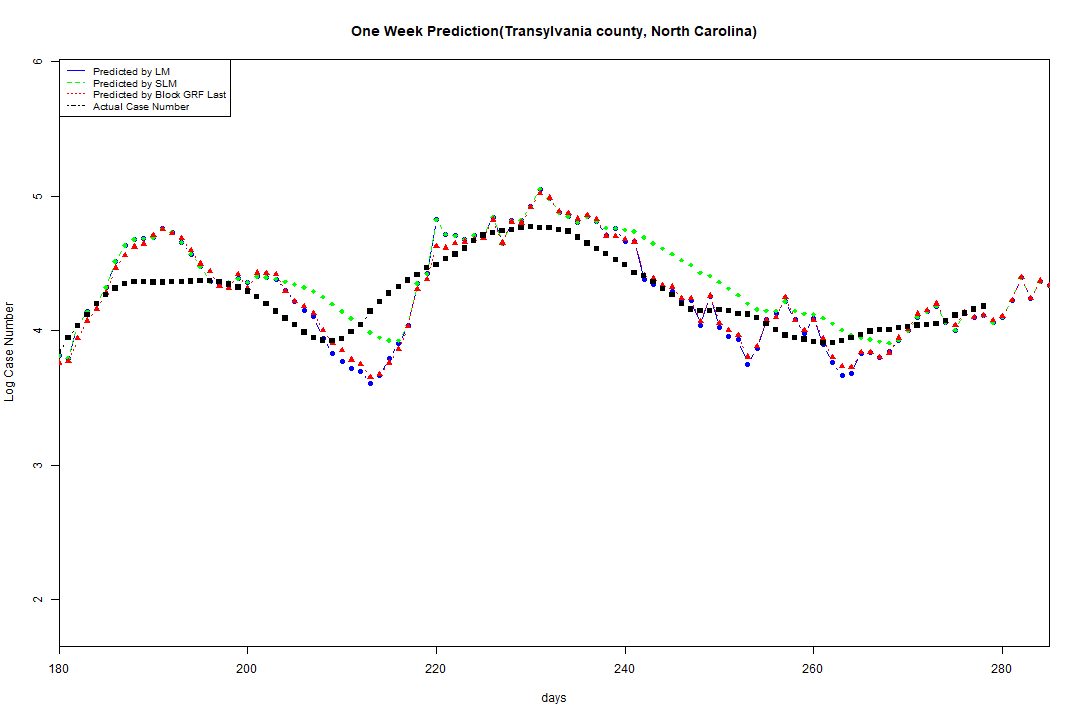 One Week Prediction(Transylvania county, North Carolina)
Predicted by LM
Predicted by SLM
Predicted by Block GRF Last
Actual Case Number
6
5
4
3
2
Log Case Number
180 200 220 240 260 280
days